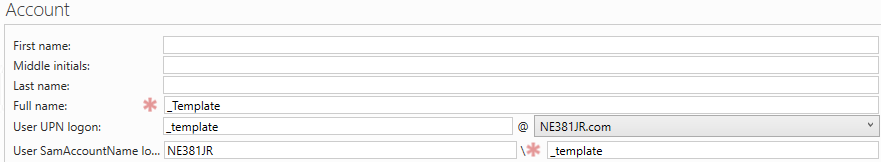 Account
First name:
Middle initials:
Last name:
Full name: * _Template
User UPN logon: _template @ NE381JR.com
User SamAccountName lo... NE381JR \ * _template